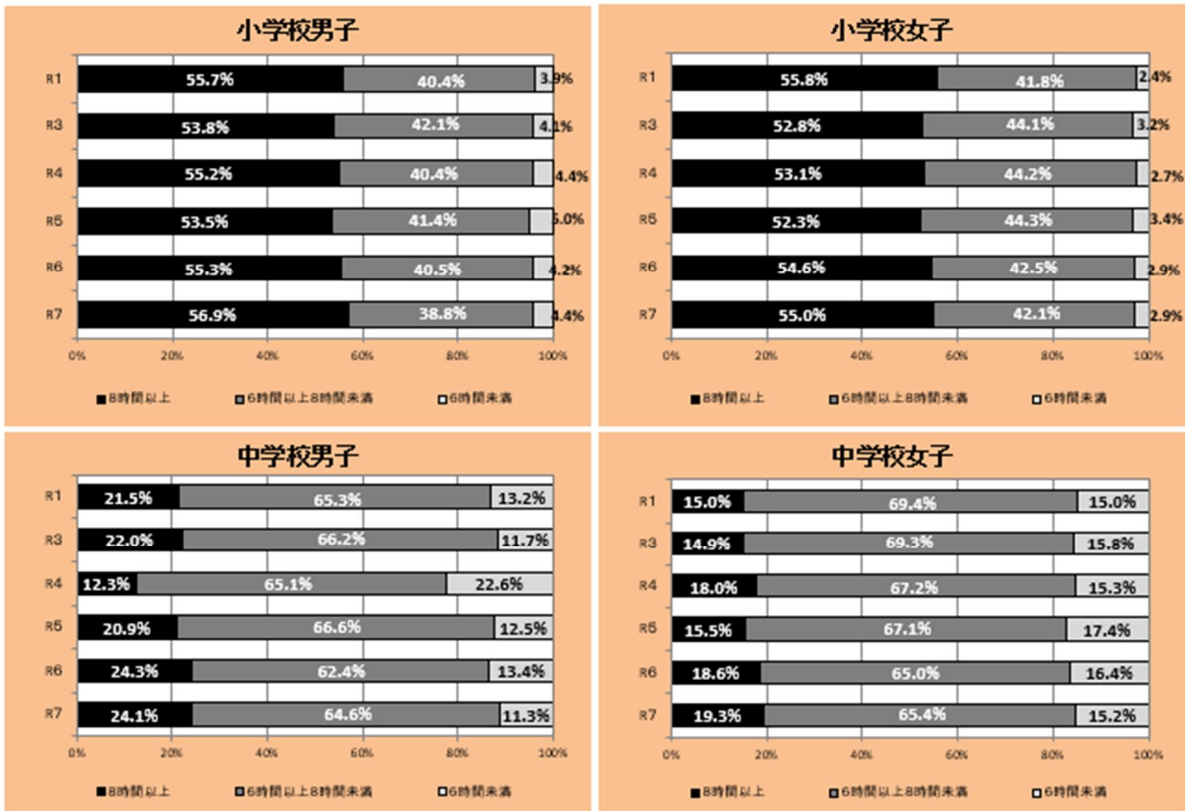 小学校男子
R1 55.7% 40.4% 3.9%
R3 53.8% 42.1% 4.1%
R4 55.2% 40.4% 4.4%
R5 53.5% 41.4% 5.0%
R6 55.3% 40.5% 4.2%
R7 56.9% 38.8% 4.4%
0% 20% 40% 60% 80% 100%
■8時間以上 ■6時間以上8時間未満 □6時間未満
小学校女子
R1 55.8% 41.8% 2.4%
R3 52.8% 44.1% 3.2%
R4 53.1% 44.2% 2.7%
R5 52.3% 44.3% 3.4%
R6 54.6% 42.5% 2.9%
R7 55.0% 42.1% 2.9%
0% 20% 40% 60% 80% 100%
■8時間以上 ■6時間以上8時間未満 □6時間未満
中学校男子
R1 21.5% 65.3% 13.2%
R3 22.0% 66.2% 11.7%
R4 12.3% 65.1% 22.6%
R5 20.9% 66.6% 12.5%
R6 24.3% 62.4% 13.4%
R7 24.1% 64.6% 11.3%
0% 20% 40% 60% 80% 100%
■8時間以上 ■6時間以上8時間未満 □6時間未満
中学校女子
R1 15.0% 69.4% 15.0%
R3 14.9% 69.3% 15.8%
R4 18.0% 67.2% 15.3%
R5 15.5% 67.1% 17.4%
R6 18.6% 65.0% 16.4%
R7 19.3% 65.4% 15.2%
0% 20% 40% 60% 80% 100%
■8時間以上 ■6時間以上8時間未満 □6時間未満